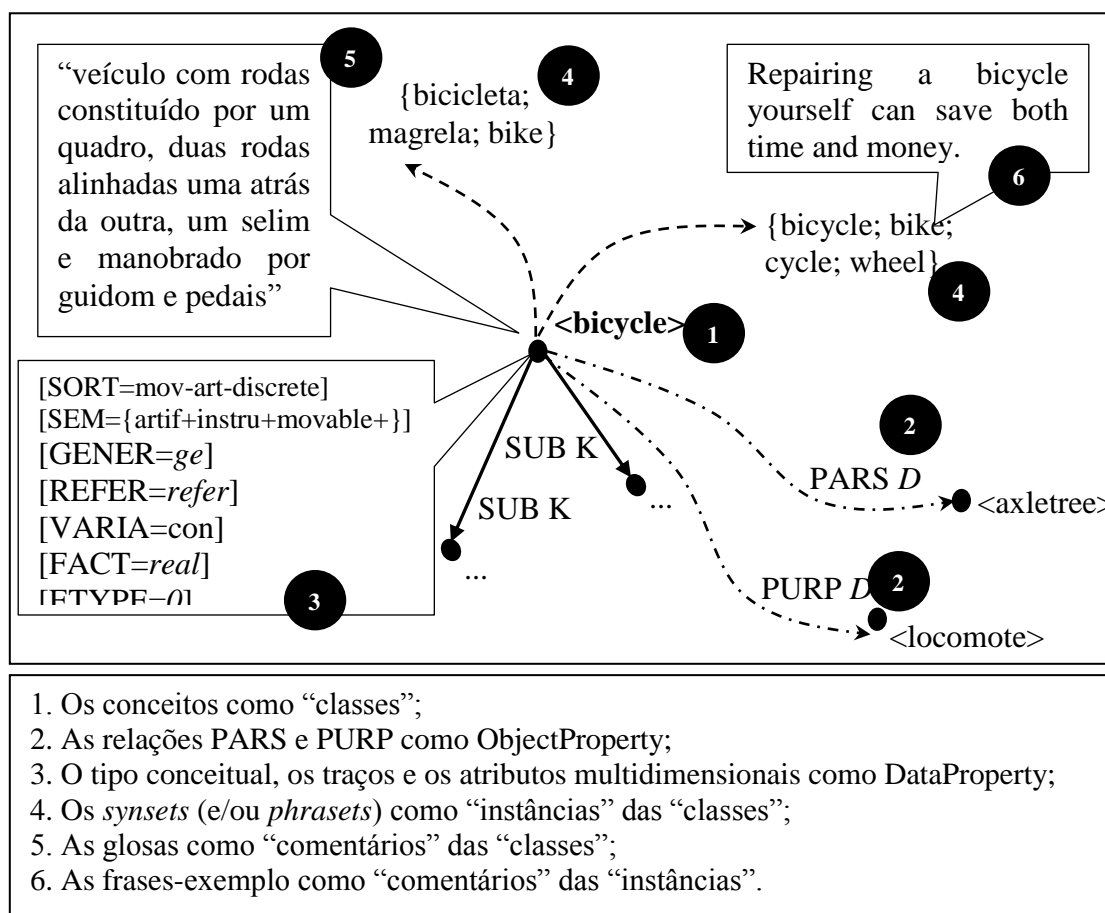 “veículo com rodas
constituído por um
quadro, duas rodas
alinhadas uma atrás
da outra, um selim
e manobrado por
guidom e pedais”
5
{bicicleta;
magrela; bike}
4
Repairing a bicycle
yourself can save both
time and money.
6
{bicycle; bike;
cycle; wheel}
4
<bicycle>
1
[SORT=mov-art-discrete]
[SEM={artif+instru+movable+}]
[GENER=ge]
[REFER=refer]
[VARIA=con]
[FACT=real]
[ETYPE=0]
3
SUB K
...
SUB K
...
2
PARS D
<axletree>
2
PURP D
<locomote>
1. Os conceitos como “classes”;
2. As relações PARS e PURP como ObjectProperty;
3. O tipo conceitual, os traços e os atributos multidimensionais como DataProperty;
4. Os synsets (e/ou phrasets) como “instâncias” das “classes”;
5. As glosas como “comentários” das “classes”;
6. As frases-exemplo como “comentários” das “instâncias”.